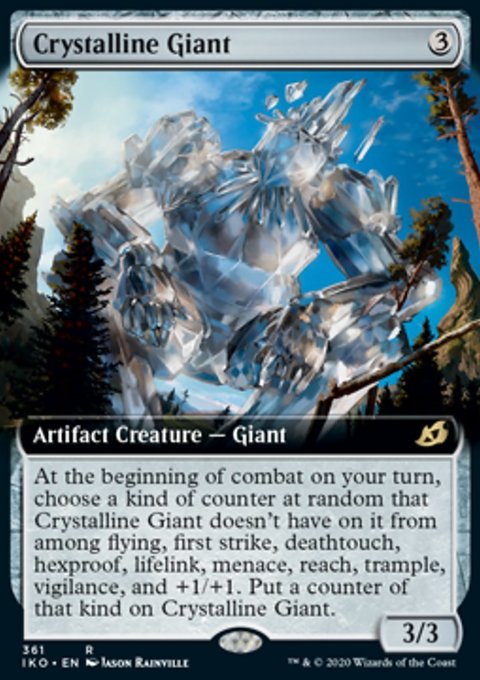 Crystalline Giant 3
Artifact Creature — Giant
At the beginning of combat on your turn,
choose a kind of counter at random that
Crystalline Giant doesn't have on it from
among flying, first strike, deathtouch,
hexproof, lifelink, menace, reach, trample,
vigilance, and +1/+1. Put a counter of
that kind on Crystalline Giant.
3/3
361 R
IKO • EN Jason Rainville
™ & © 2020 Wizards of the Coast